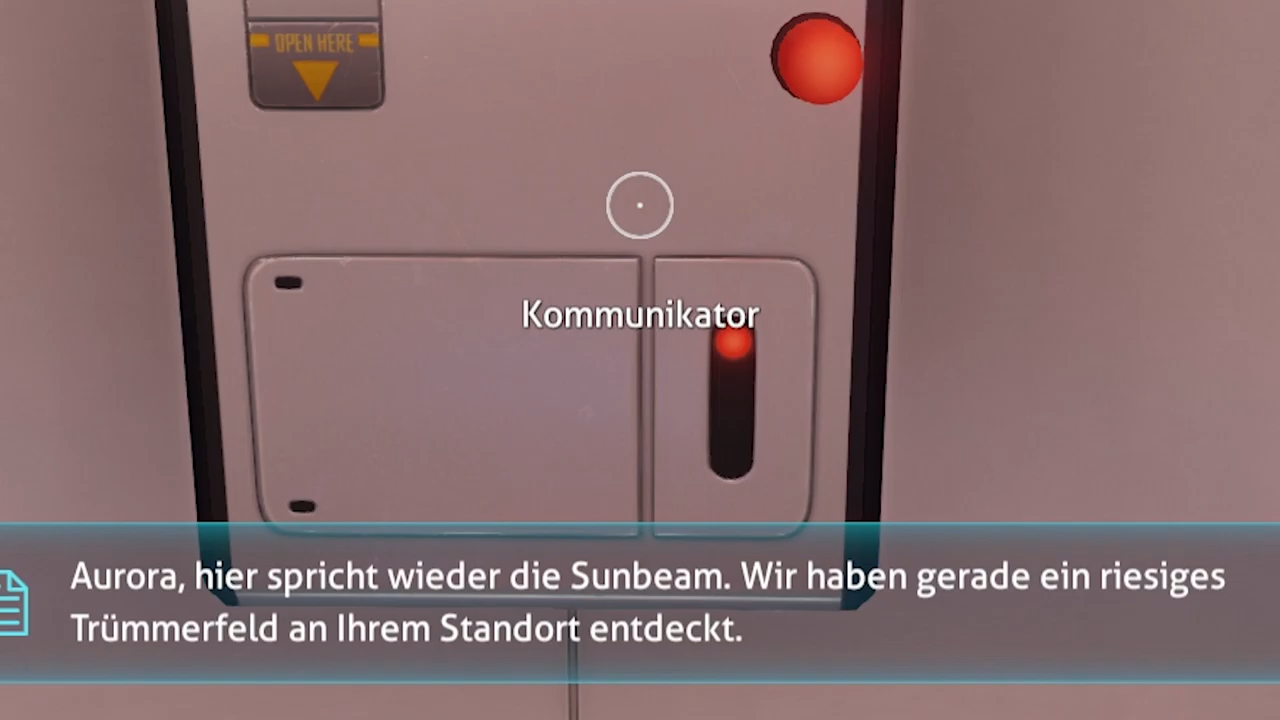 OPEN HERE
Kommunikator
Aurora, hier spricht wieder die Sunbeam. Wir haben gerade ein riesiges
Trümmerfeld an Ihrem Standort entdeckt.